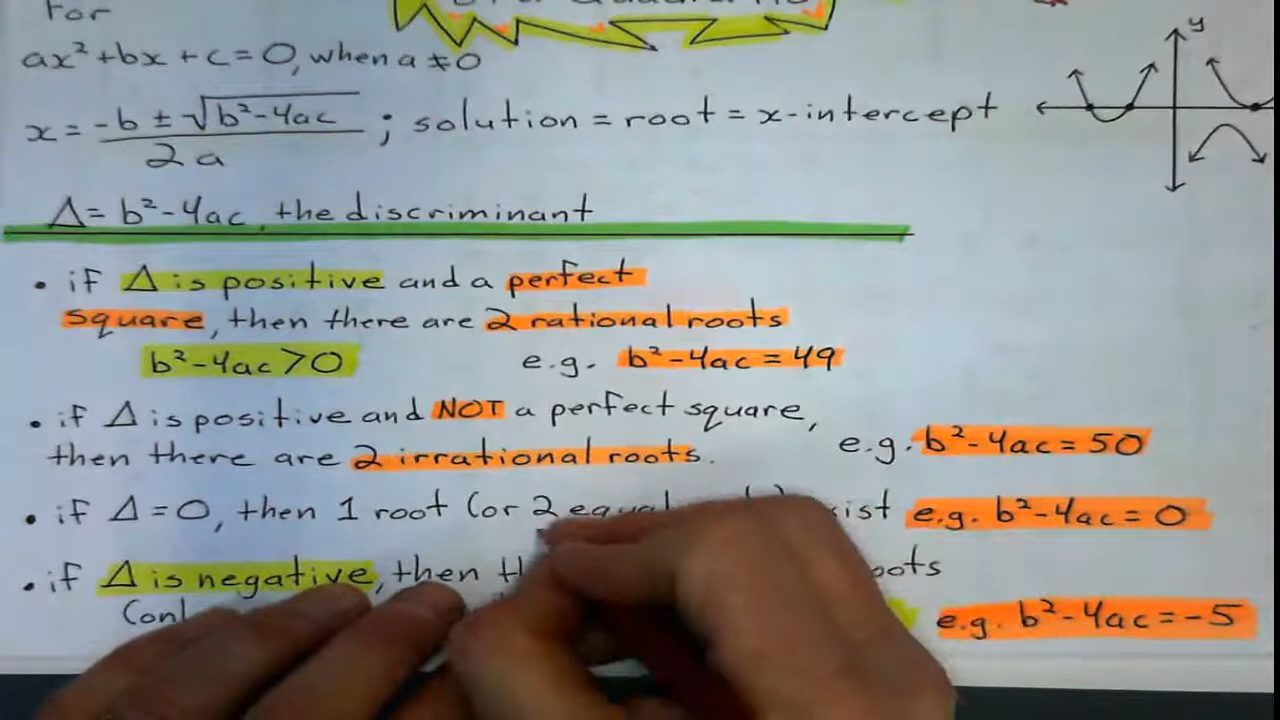 For
ax² + bx + c = 0, when a ≠ 0
y
x = -b ± √b²-4ac / 2a ; solution = root = x-intercept
Δ = b²-4ac, the discriminant
• if Δ is positive and a perfect
square, then there are 2 rational roots
b²-4ac > 0 e.g. b²-4ac = 49
• if Δ is positive and NOT a perfect square,
then there are 2 irrational roots. e.g. b²-4ac = 50
• if Δ = 0, then 1 root (or 2 equal e.g. b²-4ac = 0
• if Δ is negative, then
e.g. b²-4ac = -5